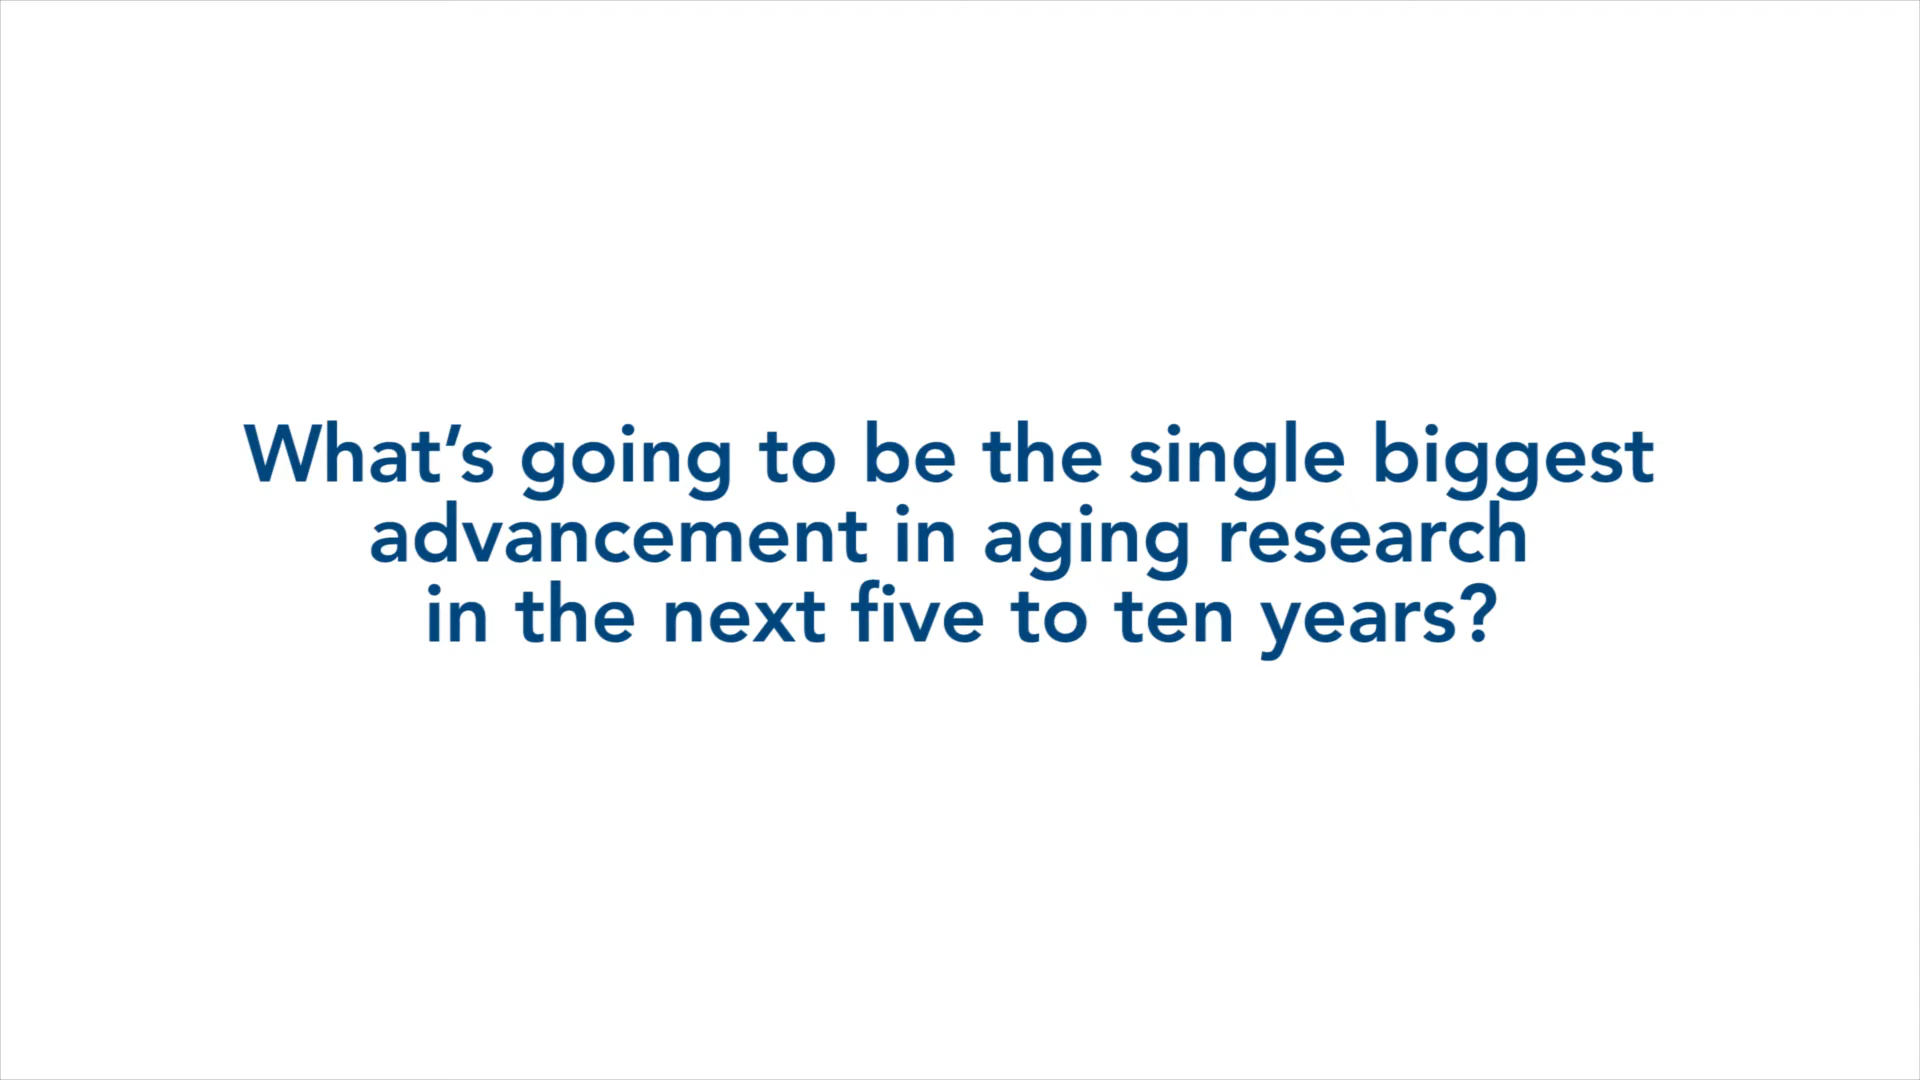 What’s going to be the single biggest
advancement in aging research
in the next five to ten years?